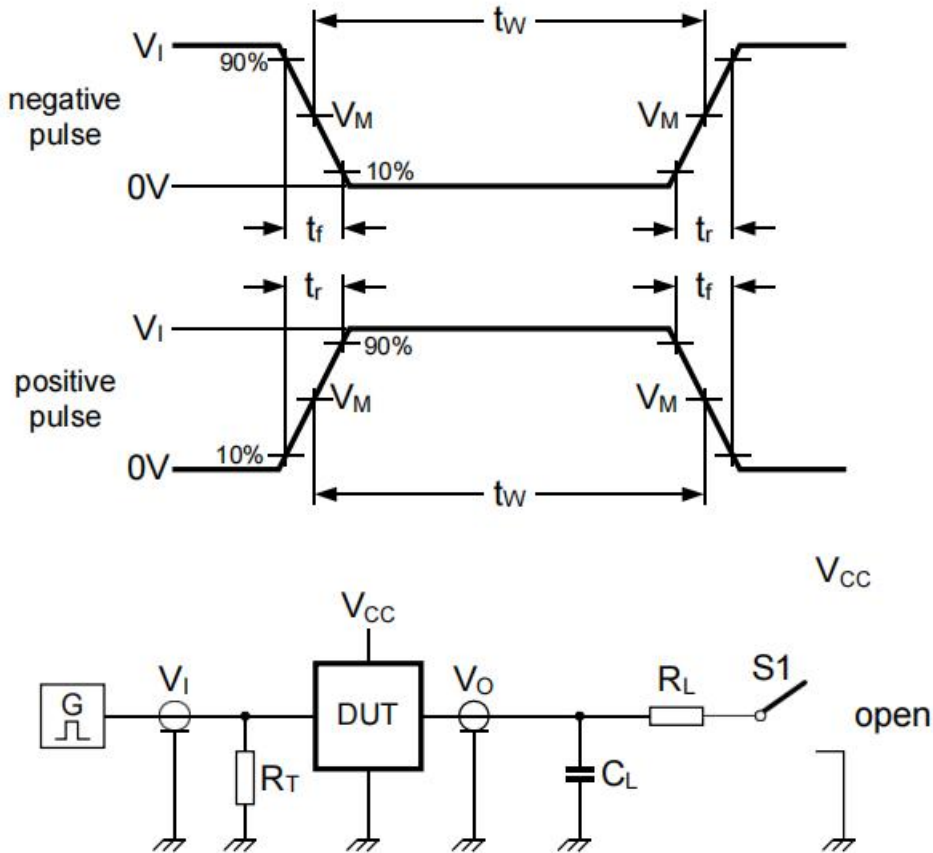 tW
VI
90%
negative
pulse
VM
VM
10%
0V
tf
tr
tr
tf
VI
90%
positive
pulse
VM
VM
10%
0V
tW
VCC
VCC
S1
RL
VI
VO
G
DUT
open
RT
CL